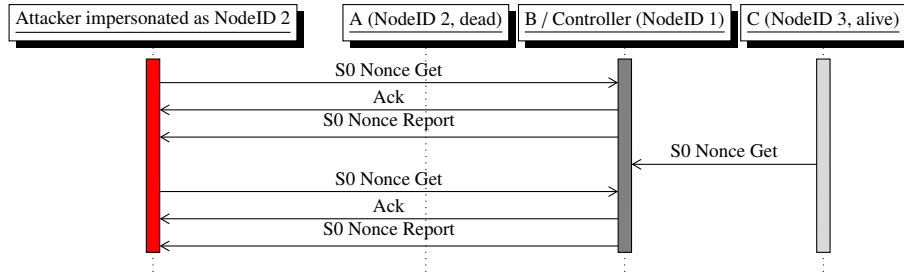 Attacker impersonated as NodeID 2
A (NodeID 2, dead)
B / Controller (NodeID 1)
C (NodeID 3, alive)
S0 Nonce Get
Ack
S0 Nonce Report
S0 Nonce Get
S0 Nonce Get
Ack
S0 Nonce Report